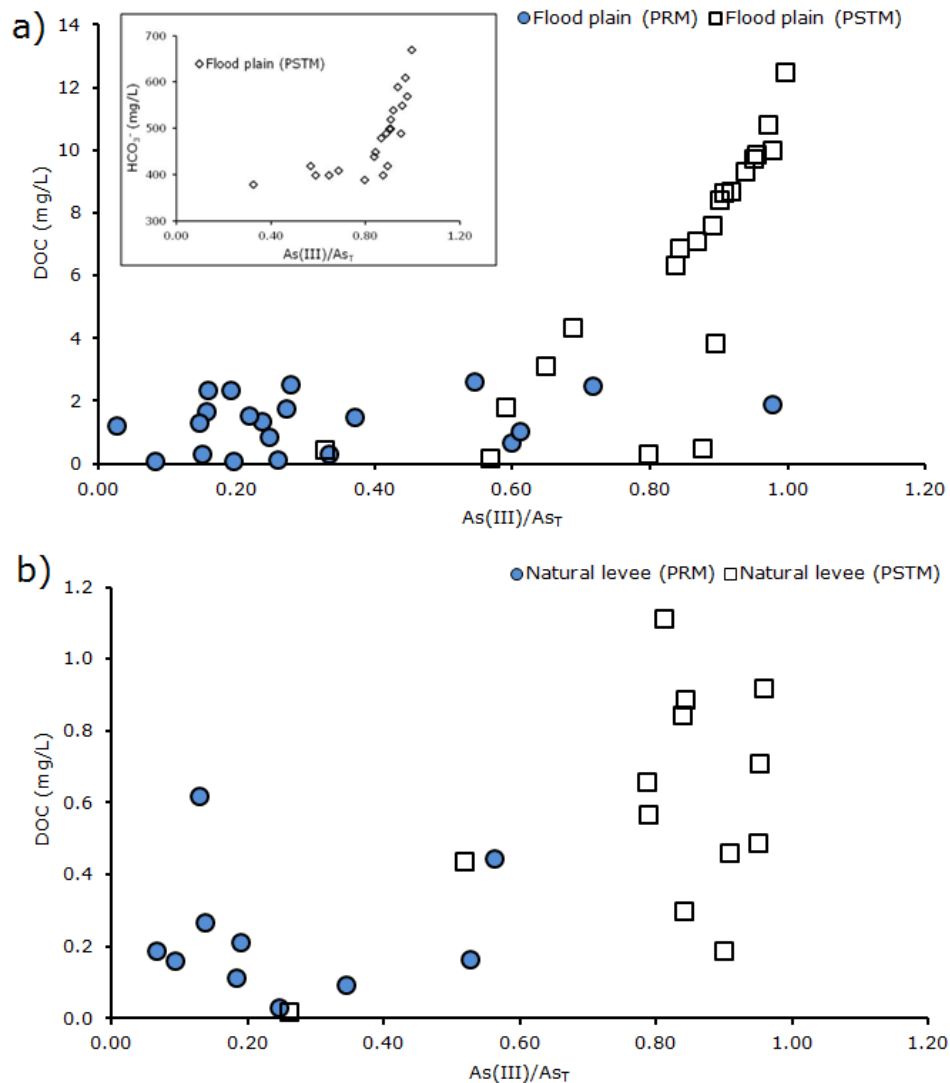 a)
Flood plain (PRM) Flood plain (PSTM)
14
12
10
8
6
4
2
0
DOC (mg/L)
0.00 0.20 0.40 0.60 0.80 1.00 1.20
As(III)/AsT
700
600
500
400
300
HCO3- (mg/L)
Flood plain (PSTM)
0.00 0.40 0.80 1.20
As(III)/AsT
b)
Natural levee (PRM) Natural levee (PSTM)
1.2
1.0
0.8
0.6
0.4
0.2
0.0
DOC (mg/L)
0.00 0.20 0.40 0.60 0.80 1.00 1.20
As(III)/AsT